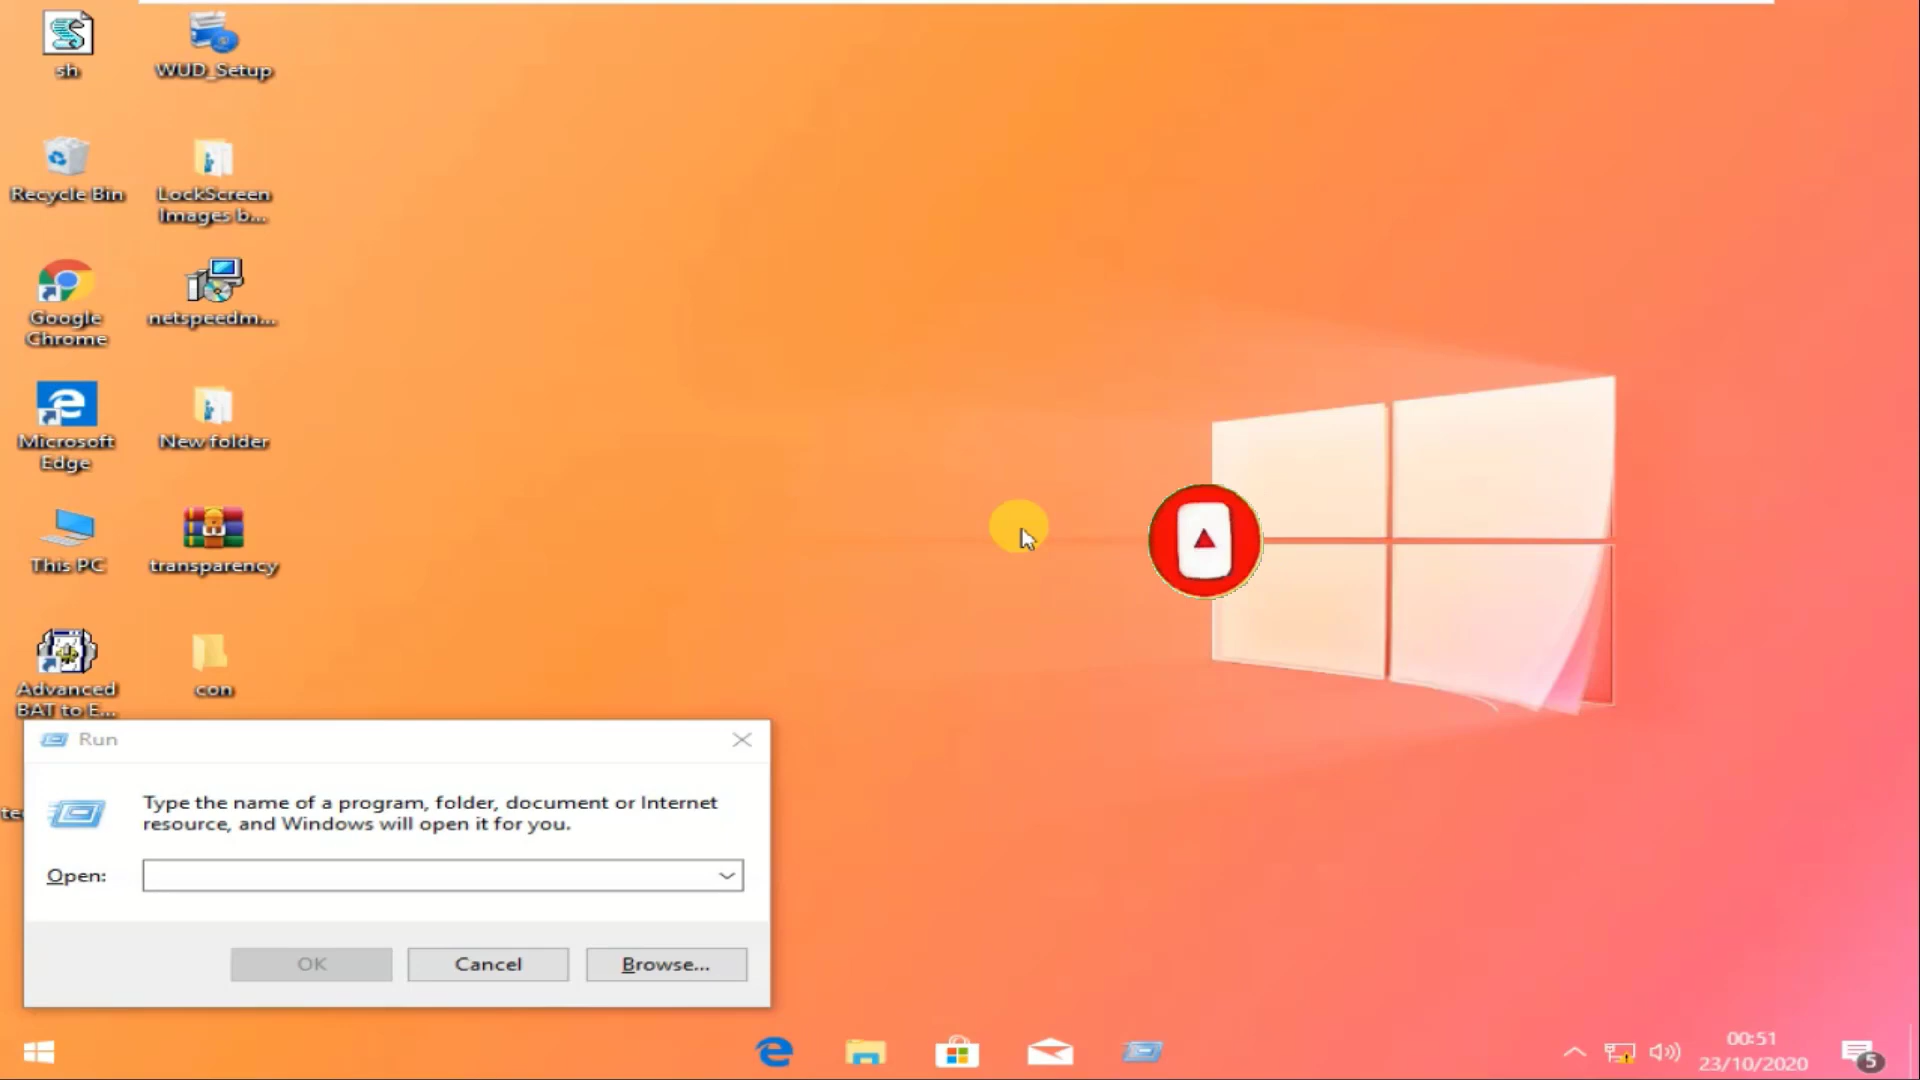 sh
WUD_Setup
Recycle Bin
LockScreen
Images b...
Google
Chrome
netspeedm...
Microsoft
Edge
New folder
This PC
transparency
Advanced
BAT to E...
con
te
Run
Type the name of a program, folder, document or Internet
resource, and Windows will open it for you.
Open:
OK
Cancel
Browse...
00:51
23/10/2020
5